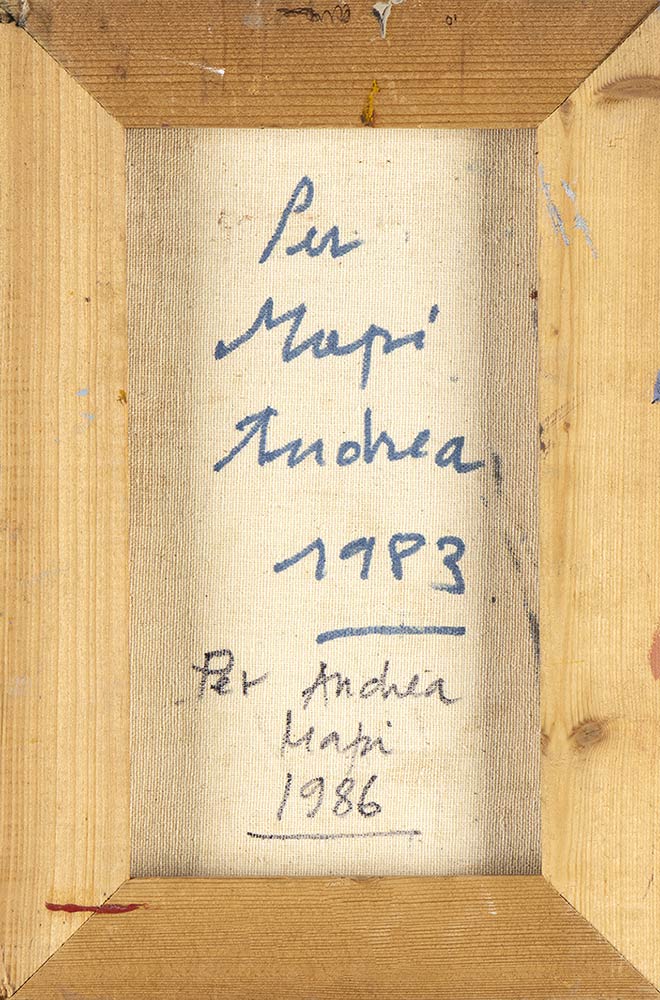 Per
Mapi
Andrea
1983
Per Andrea
Mapi
1986